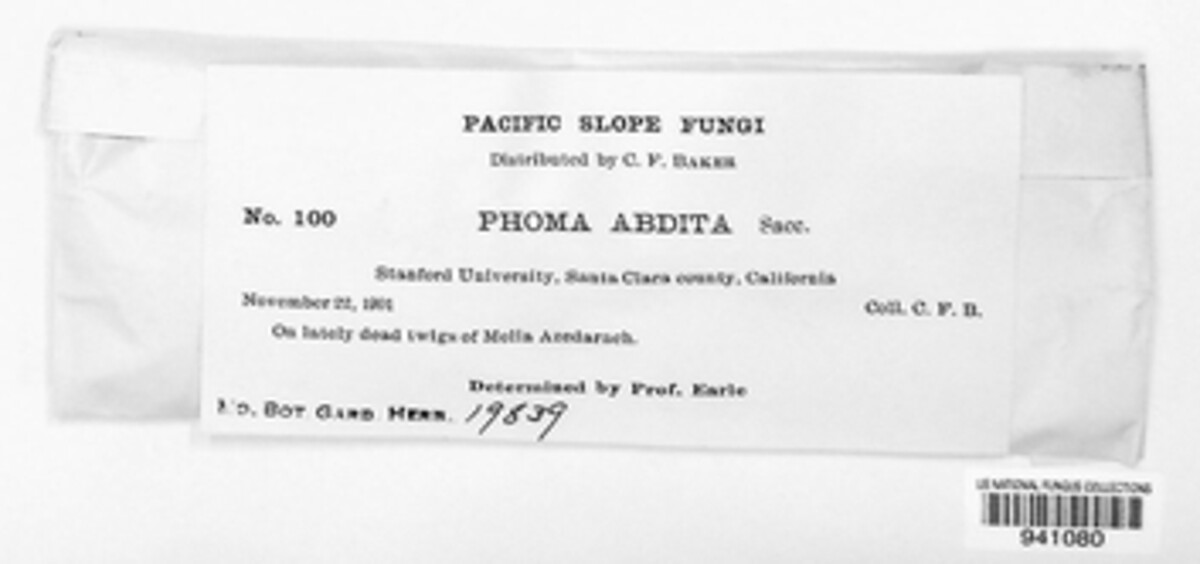 PACIFIC SLOPE FUNGI
Distributed by C. F. BAKER
No. 100 PHOMA ABDITA Sacc.
Stanford University, Santa Clara county, California
November 22, 1901 Coll. C. F. B.
On lately dead twigs of Melia Azedarach.
Determined by Prof. Earle
Mo. BOT GARD HERB. 19839
US NATIONAL FUNGUS COLLECTIONS
941080